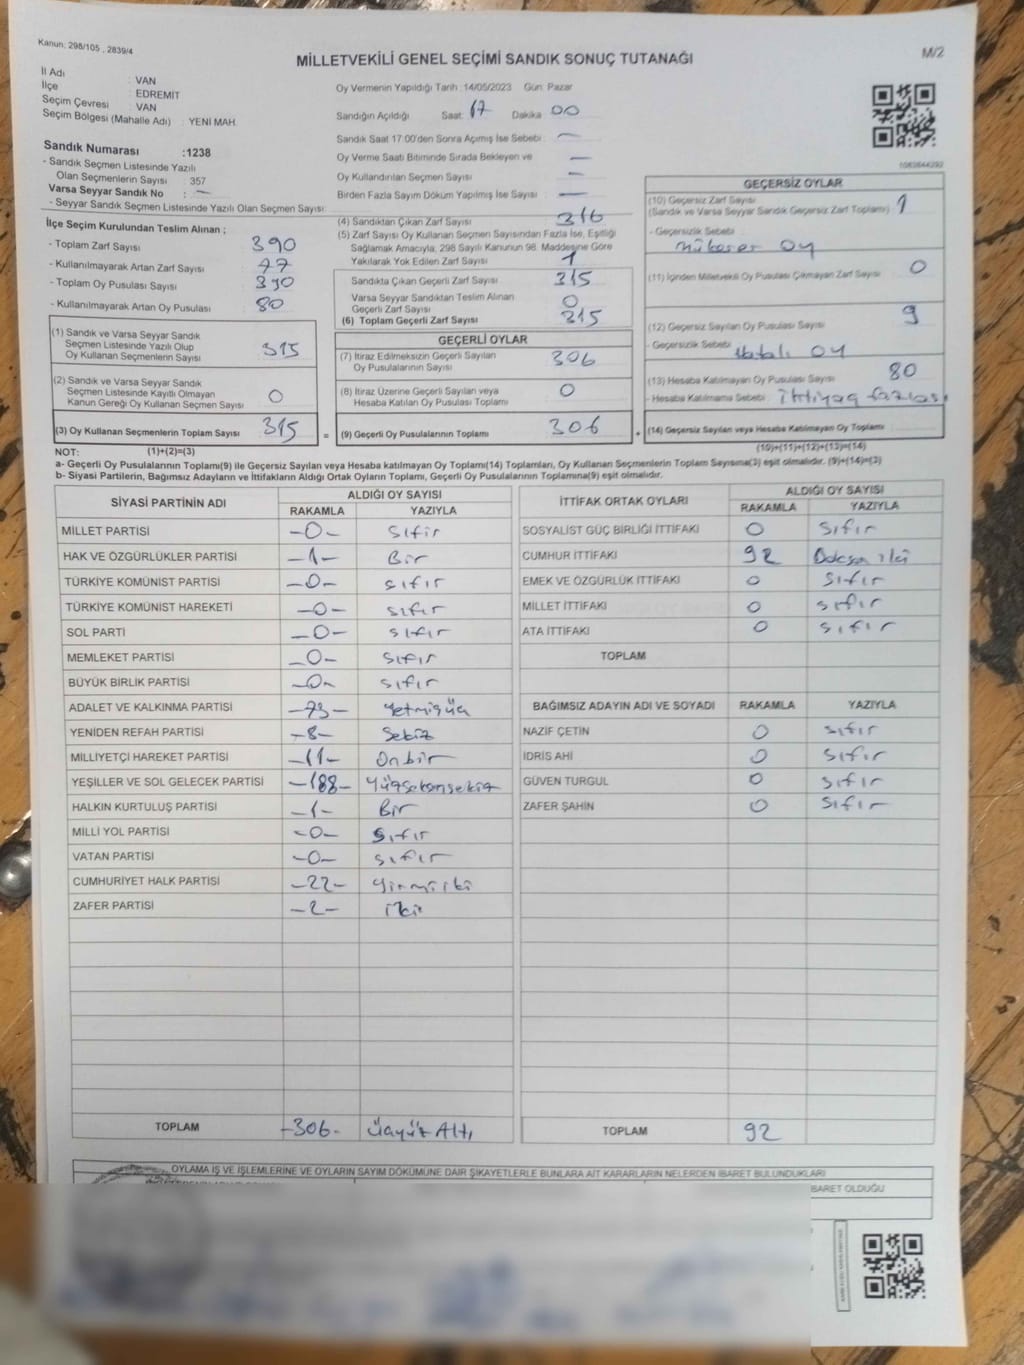 Kanun; 298/105 , 2839/4
MİLLETVEKİLİ GENEL SEÇİMİ SANDIK SONUÇ TUTANAĞI
M/2
İl Adı : VAN
İlçe : EDREMİT
Seçim Çevresi : VAN
Seçim Bölgesi (Mahalle Adı) : YENİ MAH.
Oy Vermenin Yapıldığı Tarih : 14/05/2023 Gün: Pazar
Sandığın Açıldığı Saat: 17 Dakika 00
Sandık Saat 17:00'den Sonra Açımış İse Sebebi : —
Oy Verme Saati Bitiminde Sırada Bekleyen ve
Oy Kullandırılan Seçmen Sayısı : —
Birden Fazla Sayım Döküm Yapılmış İse Sayısı : —
Sandık Numarası :1238
- Sandık Seçmen Listesinde Yazılı
Olan Seçmenlerin Sayısı : 357
Varsa Seyyar Sandık No : —
- Seyyar Sandık Seçmen Listesinde Yazılı Olan Seçmen Sayısı:
İlçe Seçim Kurulundan Teslim Alınan ;
- Toplam Zarf Sayısı 390
- Kullanılmayarak Artan Zarf Sayısı 77
- Toplam Oy Pusulası Sayısı 390
- Kullanılmayarak Artan Oy Pusulası 80
(1) Sandık ve Varsa Seyyar Sandık
Seçmen Listesinde Yazılı Olup
Oy Kullanan Seçmenlerin Sayısı 315
(2) Sandık ve Varsa Seyyar Sandık
Seçmen Listesinde Kayıtlı Olmayan
Kanun Gereği Oy Kullanan Seçmen Sayısı 0
(3) Oy Kullanan Seçmenlerin Toplam Sayısı 315 =
(4) Sandıktan Çıkan Zarf Sayısı 316
(5) Zarf Sayısı Oy Kullanan Seçmen Sayısından Fazla İse, Eşitliği
Sağlamak Amacıyla, 298 Sayılı Kanunun 98. Maddesine Göre
Yakılarak Yok Edilen Zarf Sayısı 1
Sandıkta Çıkan Geçerli Zarf Sayısı 315
Varsa Seyyar Sandıktan Teslim Alınan
Geçerli Zarf Sayısı 0
(6) Toplam Geçerli Zarf Sayısı 315
GEÇERLİ OYLAR
(7) İtiraz Edilmeksizin Geçerli Sayılan
Oy Pusulalarının Sayısı 306
(8) İtiraz Üzerine Geçerli Sayılan veya
Hesaba Katılan Oy Pusulası Toplamı 0
(9) Geçerli Oy Pusulalarının Toplamı 306 +
1083844292
GEÇERSİZ OYLAR
(10) Geçersiz Zarf Sayısı
(Sandık ve Varsa Seyyar Sandık Geçersiz Zarf Toplamı) 1
- Geçersizlik Sebebi
Mükerer Oy
(11) İçinden Milletvekili Oy Pusulası Çıkmayan Zarf Sayısı 0
(12) Geçersiz Sayılan Oy Pusulası Sayısı 9
- Geçersizlik Sebebi Hatalı Oy
(13) Hesaba Katılmayan Oy Pusulası Sayısı 80
- Hesaba Katılmama Sebebi : İhtiyaç fazlası
(14) Geçersiz Sayılan veya Hesaba Katılmayan Oy Toplamı :
NOT: (1)+(2)=(3)
(10)+(11)+(12)+(13)=(14)
a- Geçerli Oy Pusulalarının Toplamı(9) ile Geçersiz Sayılan veya Hesaba katılmayan Oy Toplamı(14) Toplamları, Oy Kullanan Seçmenlerin Toplam Sayısına(3) eşit olmalıdır. (9)+(14)=(3)
b- Siyasi Partilerin, Bağımsız Adayların ve İttifakların Aldığı Ortak Oyların Toplamı, Geçerli Oy Pusulalarının Toplamına(9) eşit olmalıdır.
SİYASİ PARTİNİN ADI ALDIĞI OY SAYISI
RAKAMLA YAZIYLA
MİLLET PARTİSİ -0- Sıfır
HAK VE ÖZGÜRLÜKLER PARTİSİ -1- Bir
TÜRKİYE KOMÜNİST PARTİSİ -0- sıfır
TÜRKİYE KOMÜNİST HAREKETİ -0- sıfır
SOL PARTİ -0- sıfır
MEMLEKET PARTİSİ -0- sıfır
BÜYÜK BİRLİK PARTİSİ -0- sıfır
ADALET VE KALKINMA PARTİSİ -73- Yetmişüç
YENİDEN REFAH PARTİSİ -8- Sekiz
MİLLİYETÇİ HAREKET PARTİSİ -11- Onbir
YEŞİLLER VE SOL GELECEK PARTİSİ -188- Yüzseksensekiz
HALKIN KURTULUŞ PARTİSİ -1- Bir
MİLLİ YOL PARTİSİ -0- Sıfır
VATAN PARTİSİ -0- sıfır
CUMHURİYET HALK PARTİSİ -22- Yirmiiki
ZAFER PARTİSİ -2- iki
TOPLAM -306- ÜçYüz Altı
İTTİFAK ORTAK OYLARI ALDIĞI OY SAYISI
RAKAMLA YAZIYLA
SOSYALİST GÜÇ BİRLİĞİ İTTİFAKI 0 Sıfır
CUMHUR İTTİFAKI 92 Doksan iki
EMEK VE ÖZGÜRLÜK İTTİFAKI 0 Sıfır
MİLLET İTTİFAKI 0 sıfır
ATA İTTİFAKI 0 sıfır
TOPLAM
BAĞIMSIZ ADAYIN ADI VE SOYADI RAKAMLA YAZIYLA
NAZİF ÇETİN 0 sıfır
İDRİS AHİ 0 Sıfır
GÜVEN TURGUL 0 Sıfır
ZAFER ŞAHİN 0 Sıfır
TOPLAM 92
OYLAMA İŞ VE İŞLEMLERİNE VE OYLARIN SAYIM DÖKÜMÜNE DAİR ŞİKAYETLERLE BUNLARA AİT KARARLARIN NELERDEN İBARET BULUNDUKLARI
İBARET OLDUĞU